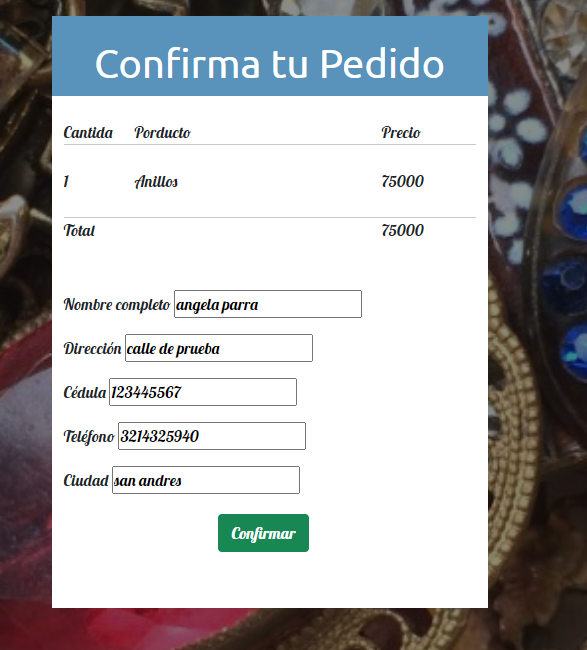 Confirma tu Pedido
Cantida Porducto Precio
1 Anillos 75000
Total 75000
Nombre completo angela parra
Dirección calle de prueba
Cédula 123445567
Teléfono 3214325940
Ciudad san andres
Confirmar